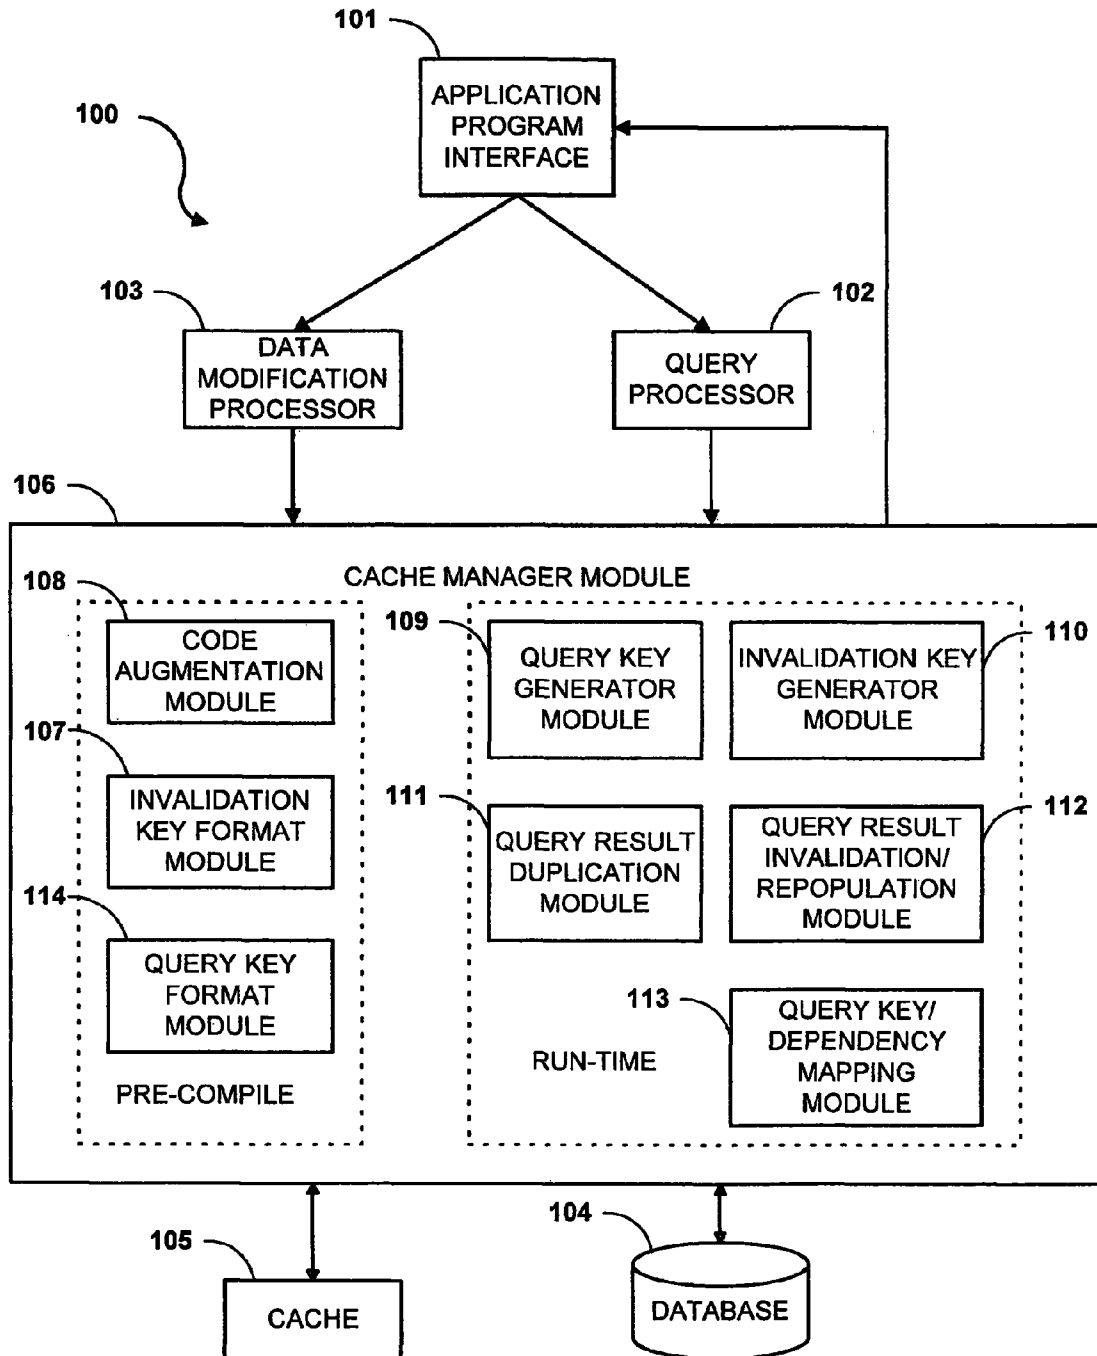 101
APPLICATION
PROGRAM
INTERFACE
100
103
102
DATA
MODIFICATION
PROCESSOR
QUERY
PROCESSOR
106
CACHE MANAGER MODULE
108
CODE
AUGMENTATION
MODULE
109
QUERY KEY
GENERATOR
MODULE
INVALIDATION KEY
GENERATOR
MODULE
110
107
INVALIDATION
KEY FORMAT
MODULE
111
QUERY RESULT
DUPLICATION
MODULE
QUERY RESULT
INVALIDATION/
REPOPULATION
MODULE
112
114
QUERY KEY
FORMAT
MODULE
113
QUERY KEY/
DEPENDENCY
MAPPING
MODULE
PRE-COMPILE
RUN-TIME
105
CACHE
104
DATABASE